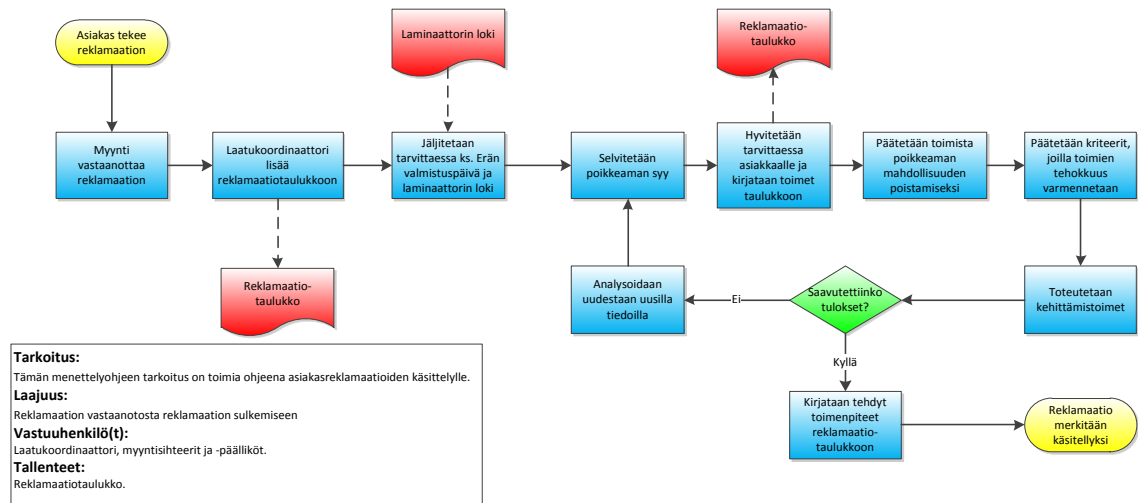 Asiakas tekee
reklamaation
Laminaattorin loki
Reklamaatio-
taulukko
Myynti
vastaanottaa
reklamaation
Laatukoordinaattori
lisää
reklamaatiotaulukkoon
Jäljitetaan
tarvittaessa ks. Erän
valmistuspäivä ja
laminaattorin loki
Selvitetään
poikkeaman syy
Hyvitetään
tarvittaessa
asiakkaalle ja
kirjataan toimet
taulukkoon
Päätetään toimista
poikkeaman
mahdollisuuden
poistamiseksi
Päätetään kriteerit,
joilla toimien
tehokkuus
varmennetaan
Reklamaatio-
taulukko
Analysoidaan
uudestaan uusilla
tiedoilla
Ei
Saavutettiinko
tulokset?
Toteutetaan
kehittämistoimet
Kyllä
Kirjataan tehdyt
toimenpiteet
reklamaatio-
taulukkoon
Reklamaatio
merkitään
käsitellyksi
Tarkoitus:
Tämän menettelyohjeen tarkoitus on toimia ohjeena asiakasreklamaatioiden käsittelylle.
Laajuus:
Reklamaation vastaanotosta reklamaation sulkemiseen
Vastuuhenkilö(t):
Laatukoordinaattori, myyntisihteerit ja -päälliköt.
Tallenteet:
Reklamaatiotaulukko.